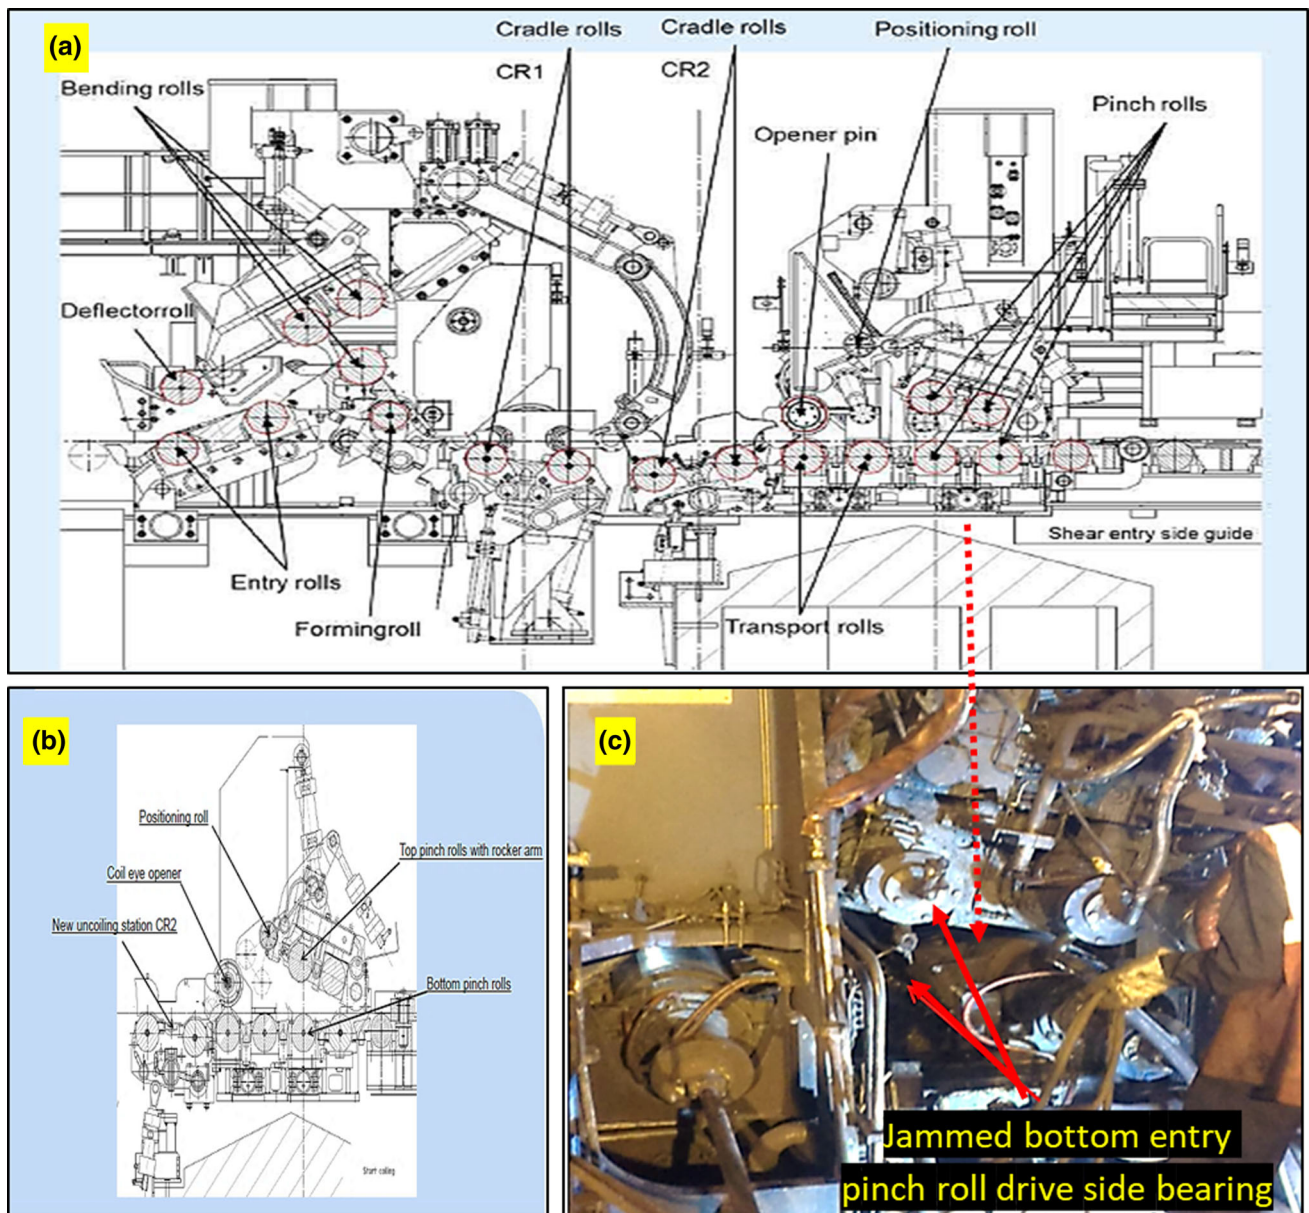 (a)
Cradle rolls
Cradle rolls
Positioning roll
CR1
CR2
Bending rolls
Pinch rolls
Opener pin
Deflectorroll
Shear entry side guide
Entry rolls
Formingroll
Transport rolls
(b)
Positioning roll
Top pinch rolls with rocker arm
Coil eye opener
New uncoiling station CR2
Bottom pinch rolls
Start coiling
(c)
Jammed bottom entry
pinch roll drive side bearing